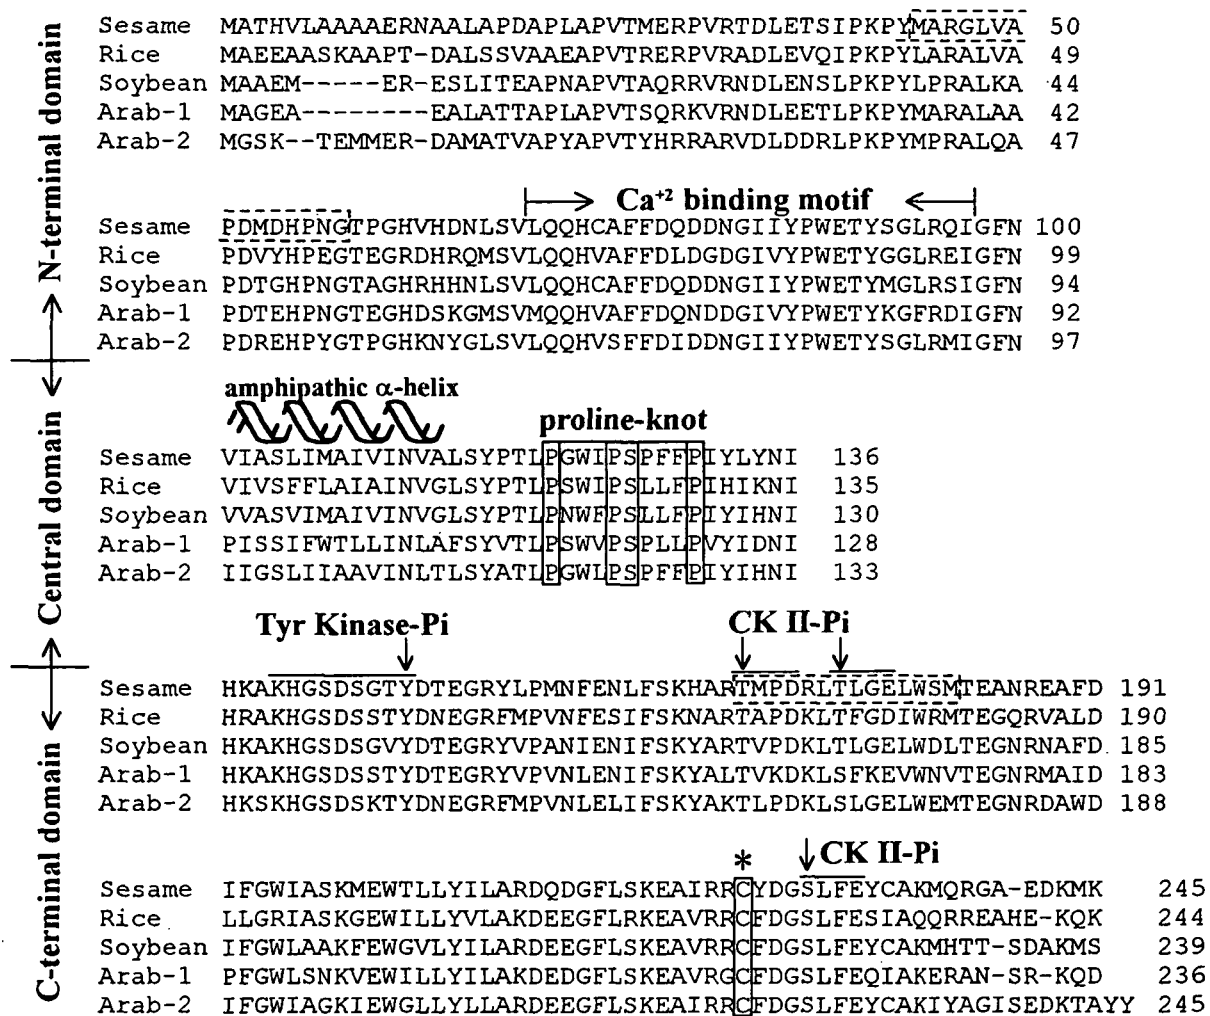 N-terminal domain
Sesame MATHVLAAAAERNAALAPDAPLAPVTMERPVRTDLETSIPKPYMARGLVA 50
Rice MAEEAASKAAPT-DALSSVAAEAPVTRERPVRADLEVQIPKPYLARALVA 49
Soybean MAAEM-----ER-ESLITEAPNAPVTAQRRVRNDLENSLPKPYLPRALKA 44
Arab-1 MAGEA--------EALATTAPLAPVTSQRKVRNDLEETLPKPYMARALAA 42
Arab-2 MGSK--TEMMER-DAMATVAPYAPVTYHRRARVDLDDRLPKPYMPRALQA 47
Ca+2 binding motif
Sesame PDMDHPNGTPGHVHDNLSVLQQHCAFFDQDDNGIIYPWETYSGLRQIGFN 100
Rice PDVYHPEGTEGRDHRQMSVLQQHVAFFDLDGDGIVYPWETYGGLREIGFN 99
Soybean PDTGHPNGTAGHRHHNLSVLQQHCAFFDQDDNGIIYPWETYMGLRSIGFN 94
Arab-1 PDTEHPNGTEGHDSKGMSVMQQHVAFFDQNDDGIVYPWETYKGFRDIGFN 92
Arab-2 PDREHPYGTPGHKNYGLSVLQQHVSFFDIDDNGIIYPWETYSGLRMIGFN 97
Central domain
amphipathic α-helix
proline-knot
Sesame VIASLIMAIVINVALSYPTLPGWIPSPFFPIYLYNI 136
Rice VIVSFFLAIAINVGLSYPTLPSWIPSLLFPIHIKNI 135
Soybean VVASVIMAIVINVGLSYPTLPNWFPSLLFPIYIHNI 130
Arab-1 PISSIFWTLLINLAFSYVTLPSWVPSPLLPVYIDNI 128
Arab-2 IIGSLIIAAVINLTLSYATLPGWLPSPFFPIYIHNI 133
C-terminal domain
Tyr Kinase-Pi CK II-Pi
Sesame HKAKHGSDSGTYDTEGRYLPMNFENLFSKHARTMPDRLTLGELWSMTEANREAFD 191
Rice HRAKHGSDSGTYDTEGRFMPVNFESIFSKNARTAPDKLTFGDIWRMTEGQRVALD 190
Soybean HKAKHGSDSGVYDTEGRYVPANIENIFSKYARTVPDKLTLGELWDLTEGNRNAFD 185
Arab-1 HKAKHGSDSSTYDTEGRYVPVNLENIFSKYALTVKDKLSFKEVWNVTEGNRMAID 183
Arab-2 HKSKHGSDSKTYDNEGRFMPVNLELIFSKYAKTLPDKLSLGELWEMTEGNRDAWD 188
* CK II-Pi
Sesame IFGWIASKMEWTLLYILARDQDGFLSKEAIRRCYDGSLFEYCAKMQRGA-EDKMK 245
Rice LLGRIASKGEWILLYVLAKDEEGFLRKEAVRRCFDGSLFESIAQQRREAHE-KQK 244
Soybean IFGWLAAKFEWGVLYILARDEEGFLSKEAVRRCFDGSLFEYCAKMHTT-SDAKMS 239
Arab-1 PFGWLSNKVEWILLYILAKDEDGFLSKEAVRGCFDGSLFEQIAKERAN-SR-KQD 236
Arab-2 IFGWIAGKIEWGLLYLLARDEEGFLSKEAIRRCFDGSLFEYCAKIYAGISEDKTAYY 245